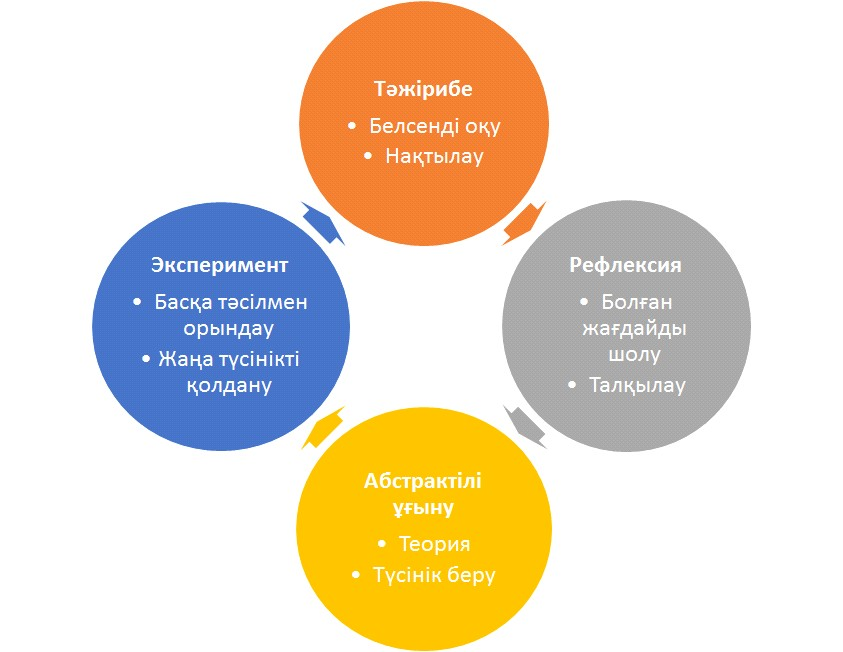 Тәжірибе
• Белсенді оқу
• Нақтылау
Рефлексия
• Болған
жағдайды
шолу
• Талқылау
Абстрактілі
ұғыну
• Теория
• Түсінік беру
Эксперимент
• Басқа тәсілмен
орындау
• Жаңа түсінікті
қолдану